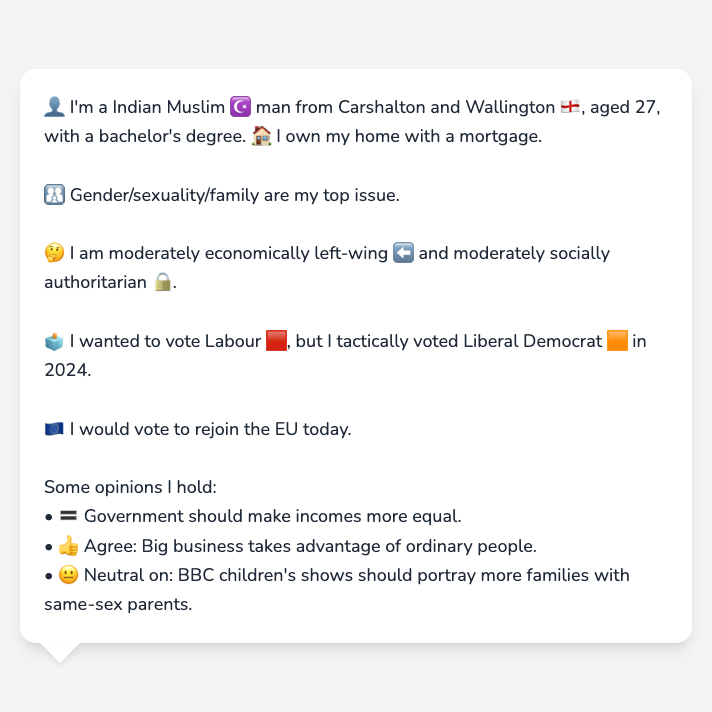 👤 I'm a Indian Muslim ☪️ man from Carshalton and Wallington 🏴󠁧󠁢󠁥󠁮󠁧󠁿, aged 27,
with a bachelor's degree. 🏠 I own my home with a mortgage.
🚻 Gender/sexuality/family are my top issue.
🤔 I am moderately economically left-wing ⬅️ and moderately socially
authoritarian 🔒.
🗳️ I wanted to vote Labour 🟥, but I tactically voted Liberal Democrat 🟧 in
2024.
🇪🇺 I would vote to rejoin the EU today.
Some opinions I hold:
• 🟰 Government should make incomes more equal.
• 👍 Agree: Big business takes advantage of ordinary people.
• 😐 Neutral on: BBC children's shows should portray more families with
same-sex parents.